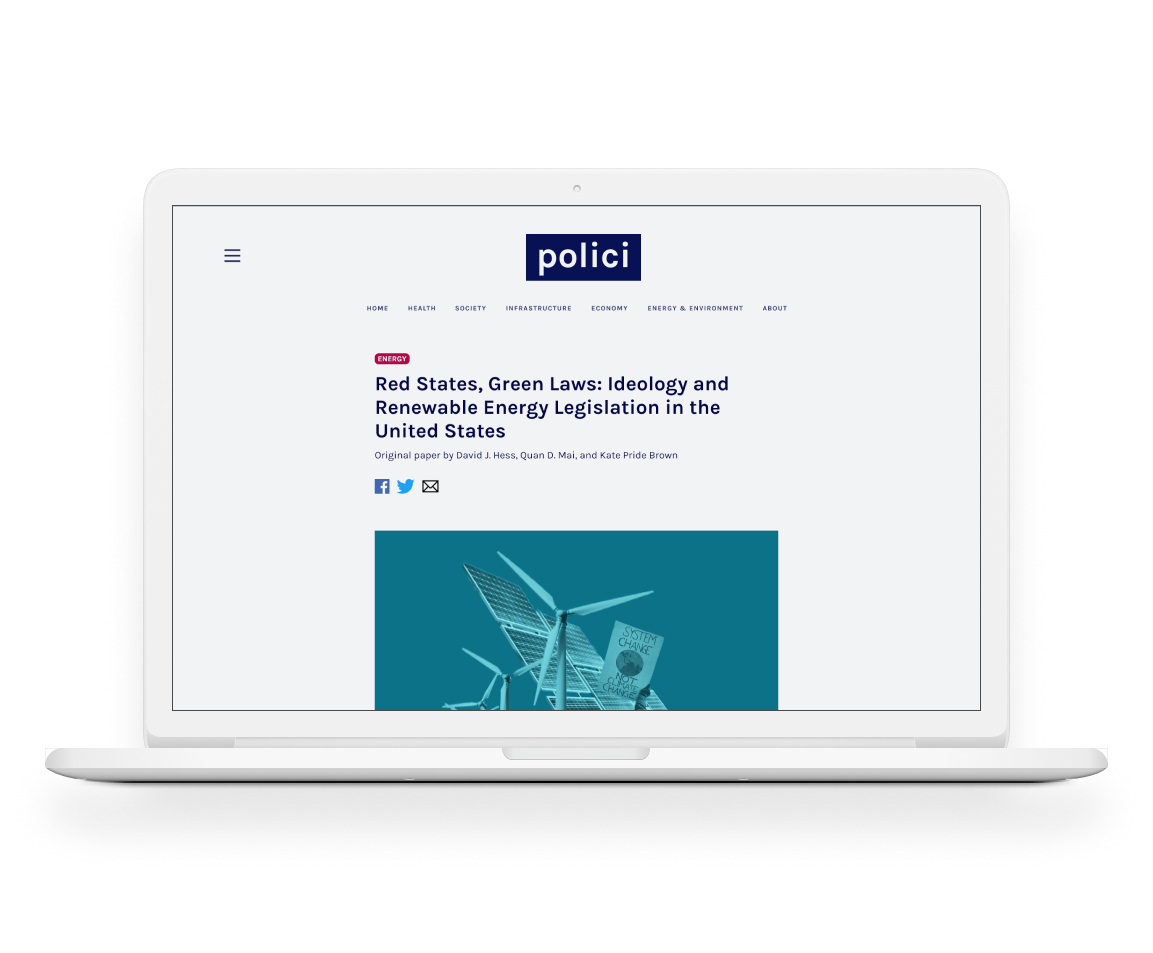 polici
HOME HEALTH SOCIETY INFRASTRUCTURE ECONOMY ENERGY & ENVIRONMENT ABOUT
ENERGY
Red States, Green Laws: Ideology and
Renewable Energy Legislation in the
United States
Original paper by David J. Hess, Quan D. Mai, and Kate Pride Brown
SYSTEM
CHANGE
NOT
CLIMATE
CHANGE